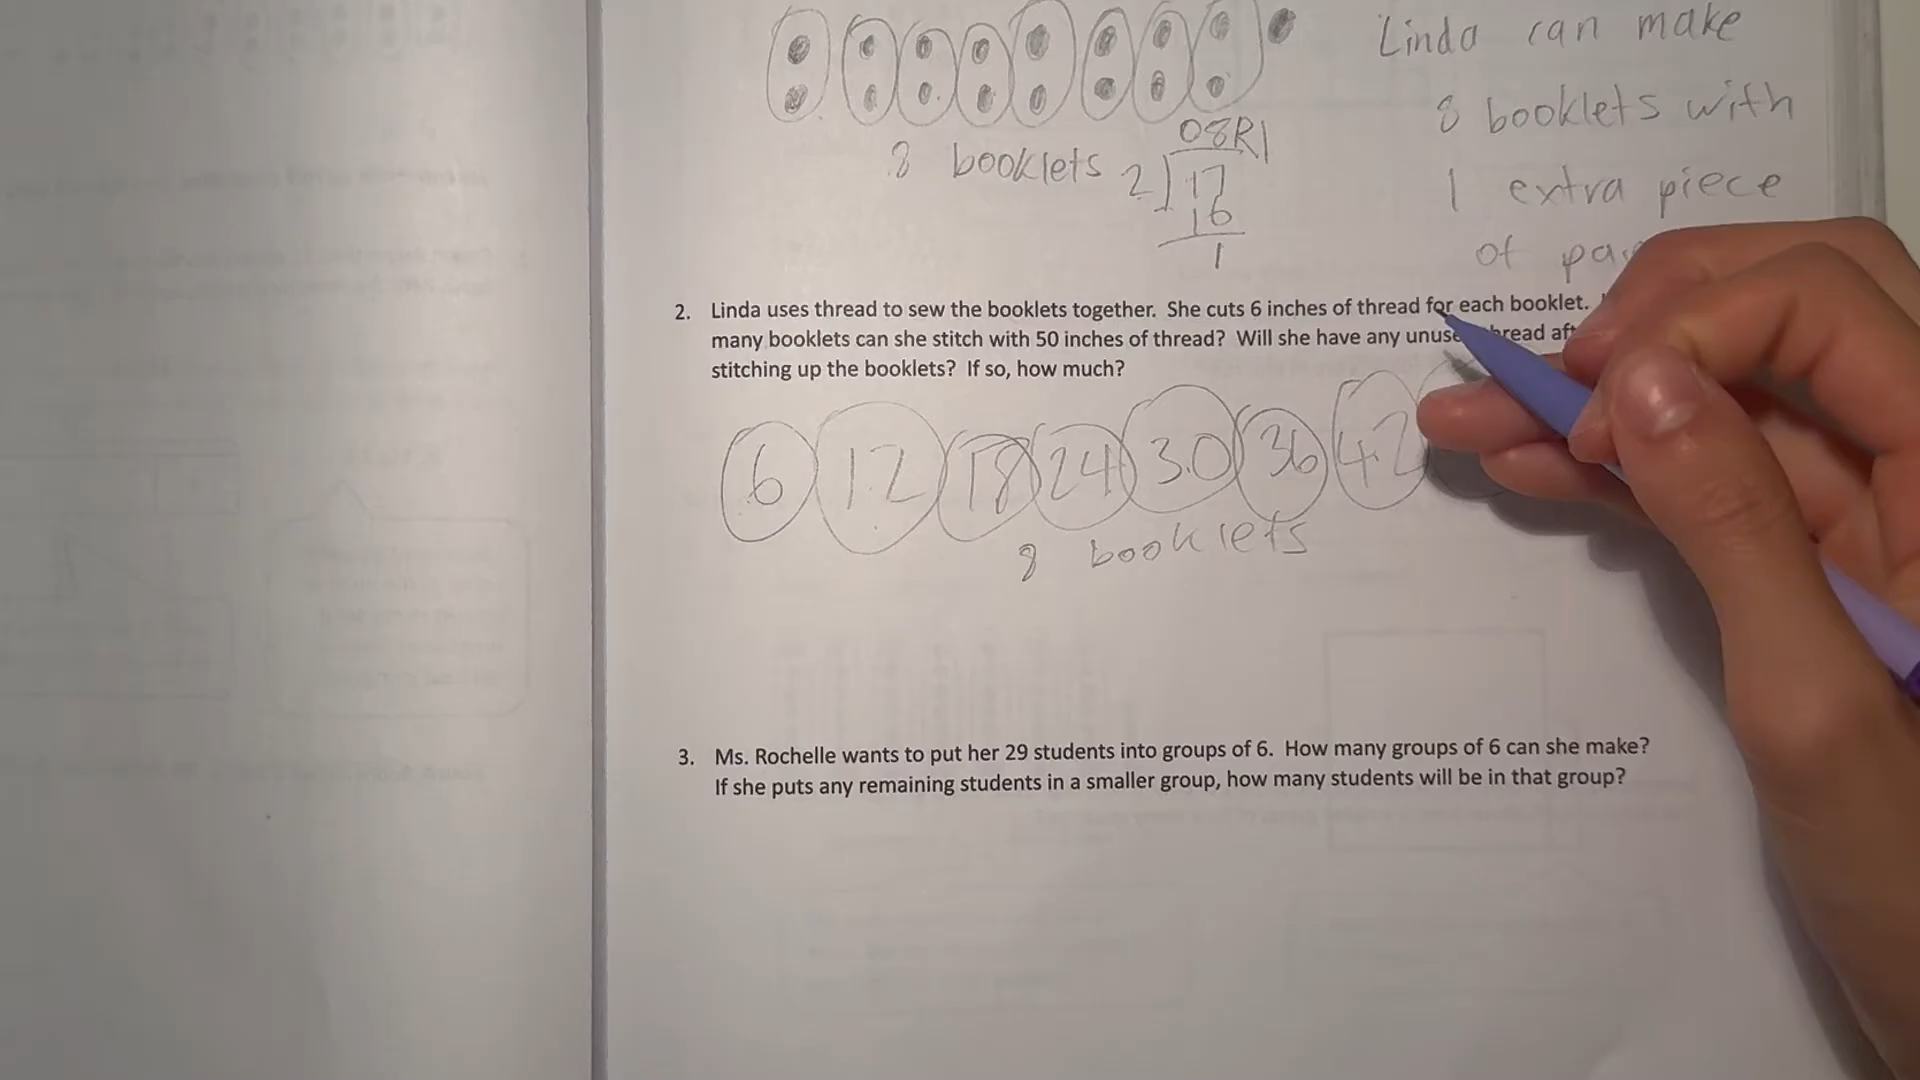 Linda can make
8 booklets with
1 extra piece
of
8 booklets
08R1
2)17
16
1
2. Linda uses thread to sew the booklets together. She cuts 6 inches of thread for each booklet.
many booklets can she stitch with 50 inches of thread? Will she have any
stitching up the booklets? If so, how much?
6 12 18 24 30 36 42
8 booklets
3. Ms. Rochelle wants to put her 29 students into groups of 6. How many groups of 6 can she make?
If she puts any remaining students in a smaller group, how many students will be in that group?